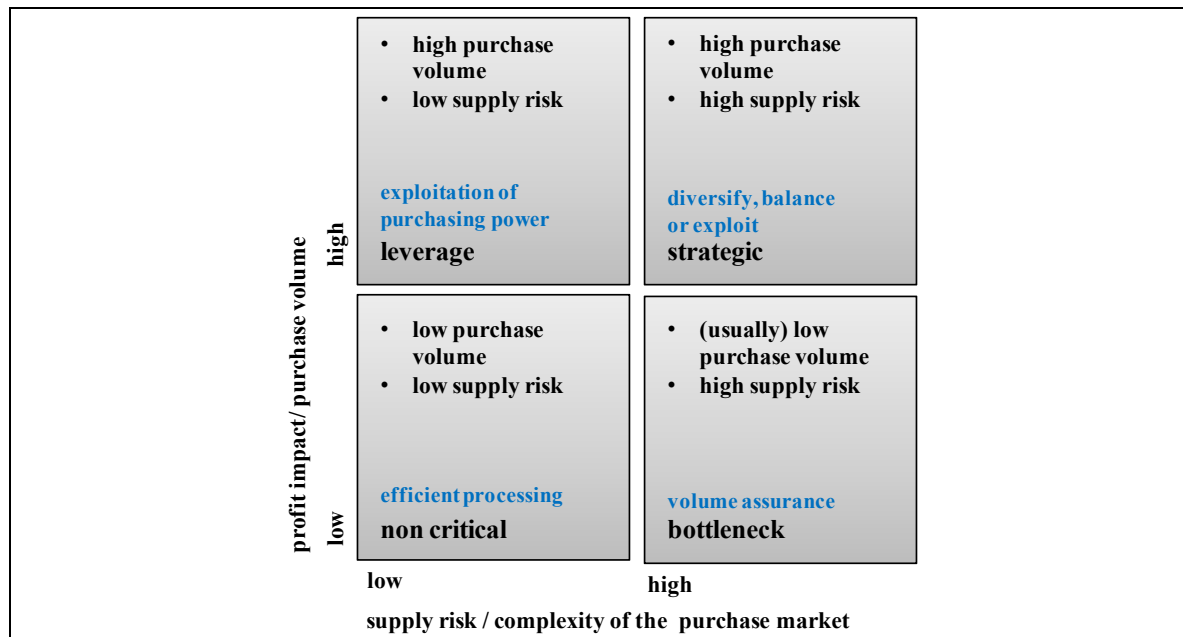 • high purchase
volume
• low supply risk
exploitation of
purchasing power
leverage
• high purchase
volume
• high supply risk
diversify, balance
or exploit
strategic
• low purchase
volume
• low supply risk
efficient processing
non critical
• (usually) low
purchase volume
• high supply risk
volume assurance
bottleneck
profit impact/ purchase volume
high
low
low
high
supply risk / complexity of the purchase market